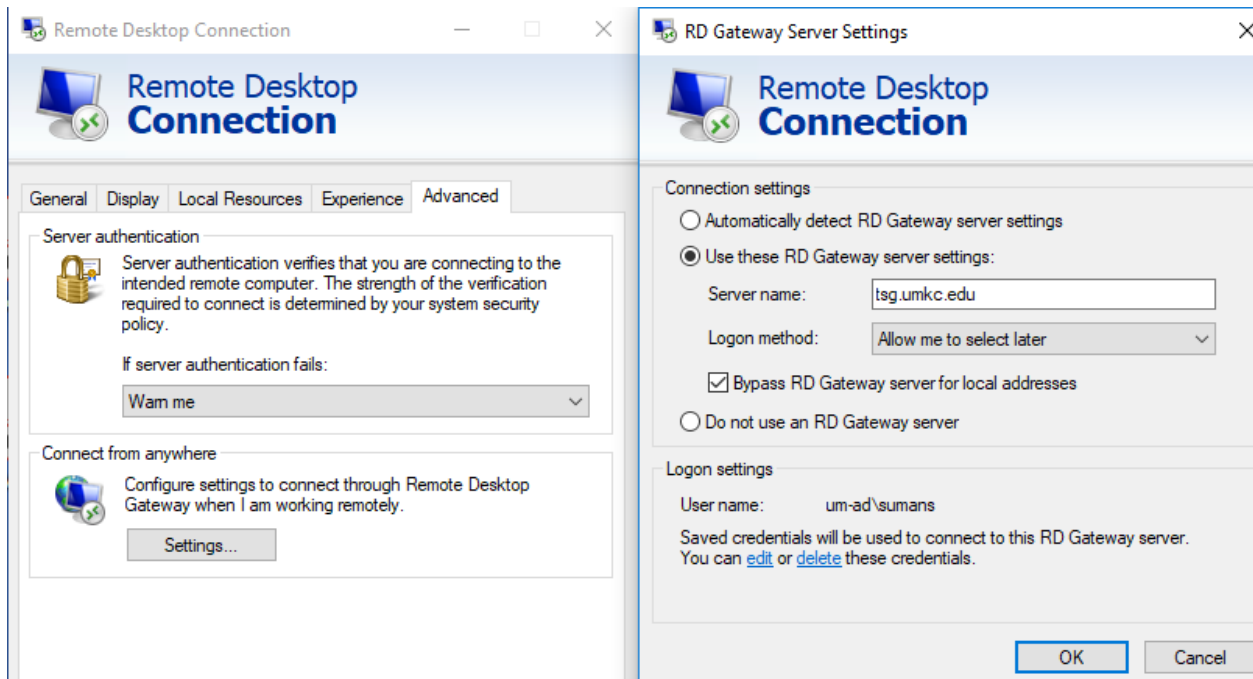 Remote Desktop Connection
Remote Desktop
Connection
General Display Local Resources Experience Advanced
Server authentication
Server authentication verifies that you are connecting to the
intended remote computer. The strength of the verification
required to connect is determined by your system security
policy.
If server authentication fails:
Warn me
Connect from anywhere
Configure settings to connect through Remote Desktop
Gateway when I am working remotely.
Settings...
RD Gateway Server Settings
Remote Desktop
Connection
Connection settings
Automatically detect RD Gateway server settings
Use these RD Gateway server settings:
Server name: tsg.umkc.edu
Logon method: Allow me to select later
Bypass RD Gateway server for local addresses
Do not use an RD Gateway server
Logon settings
User name: um-ad\sumans
Saved credentials will be used to connect to this RD Gateway server.
You can edit or delete these credentials.
OK Cancel